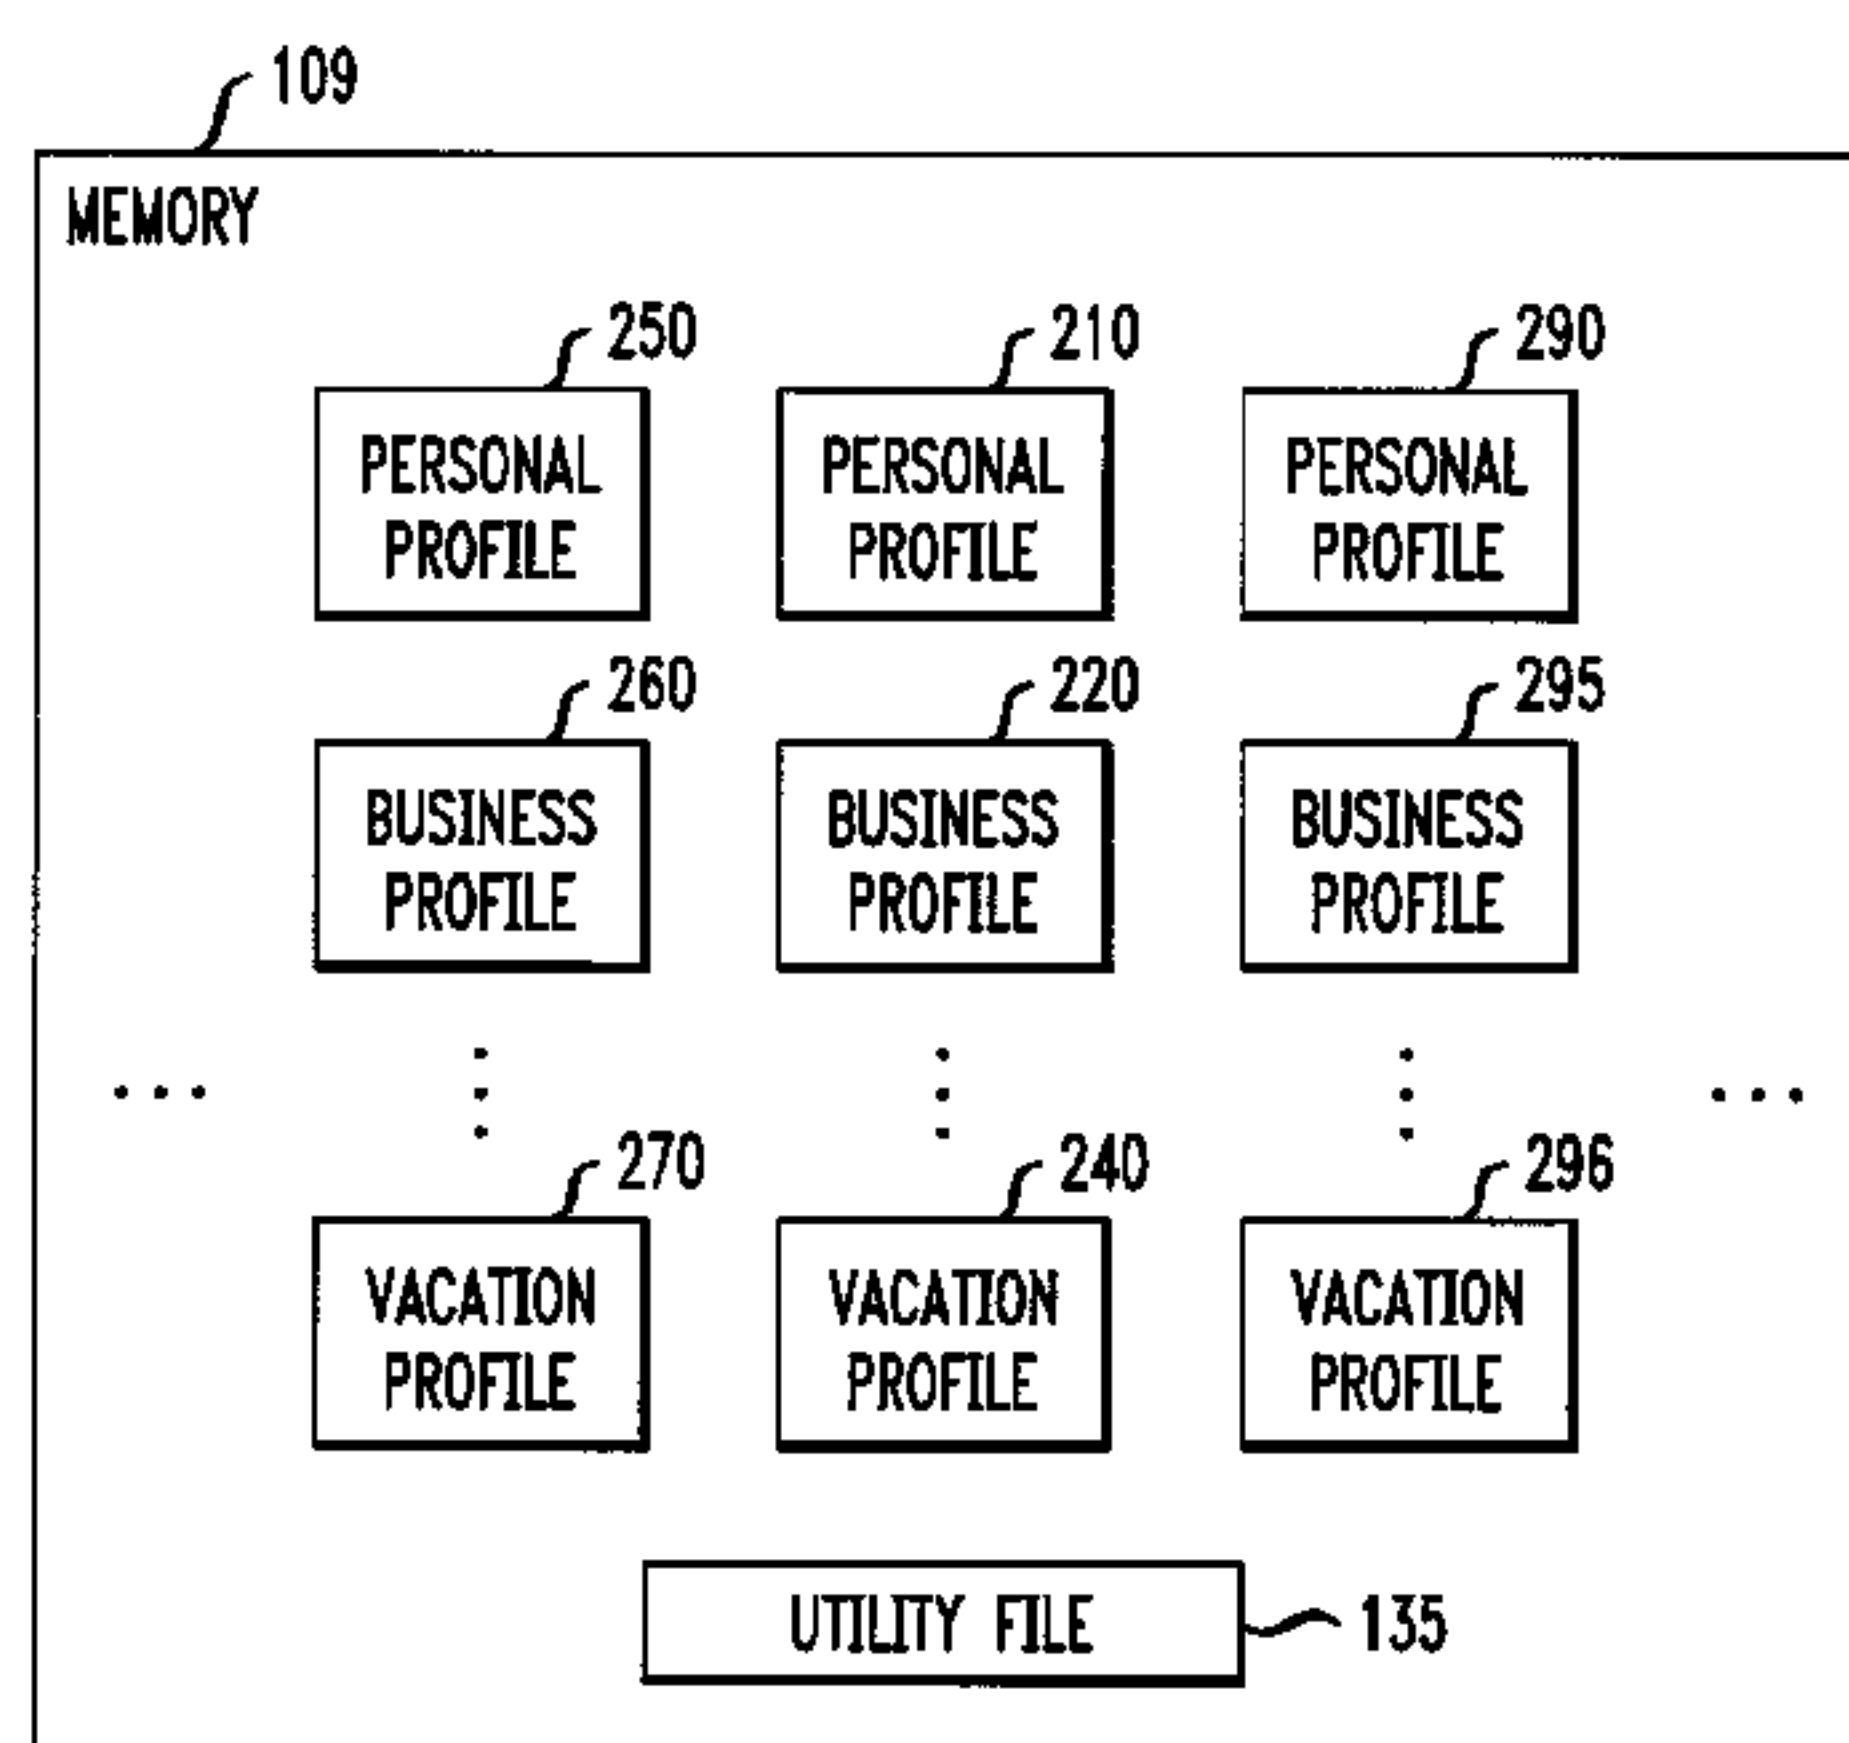 109
MEMORY
250 210 290
PERSONAL PROFILE
PERSONAL PROFILE
PERSONAL PROFILE
260 220 295
BUSINESS PROFILE
BUSINESS PROFILE
BUSINESS PROFILE
... ...
270 240 296
VACATION PROFILE
VACATION PROFILE
VACATION PROFILE
UTILITY FILE 135